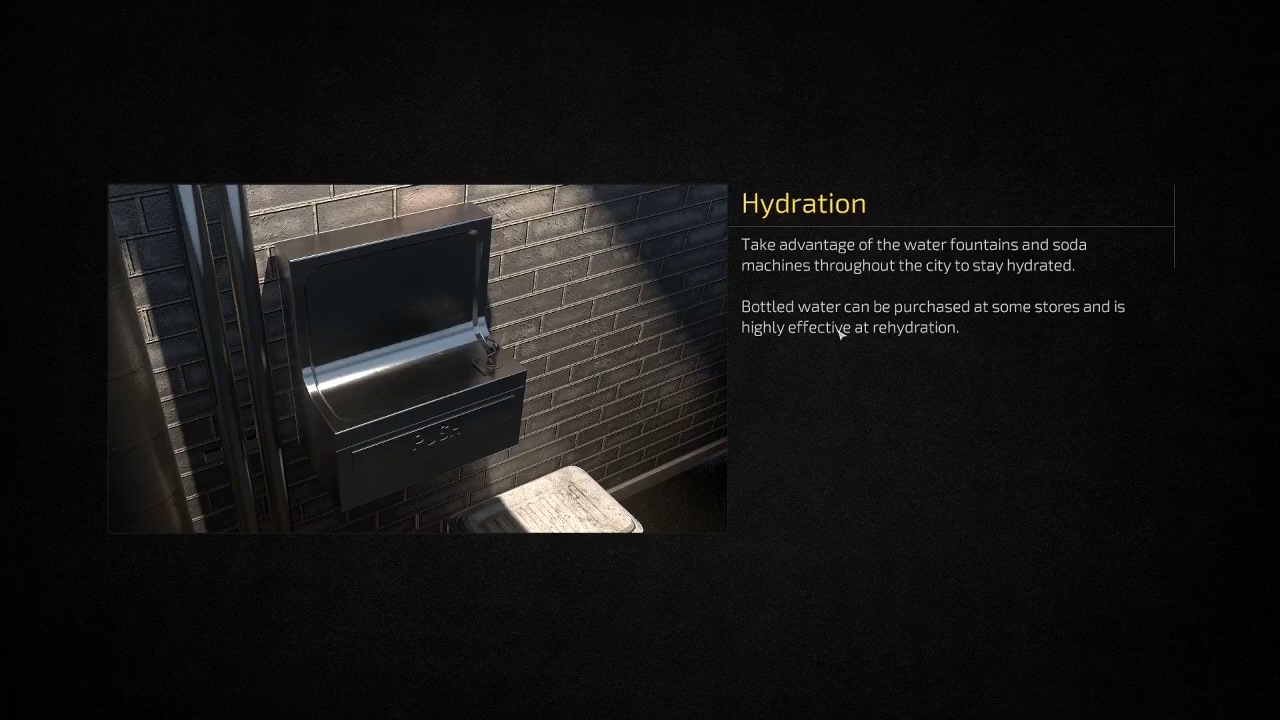 Hydration
Take advantage of the water fountains and soda
machines throughout the city to stay hydrated.
Bottled water can be purchased at some stores and is
highly effective at rehydration.
PUSH